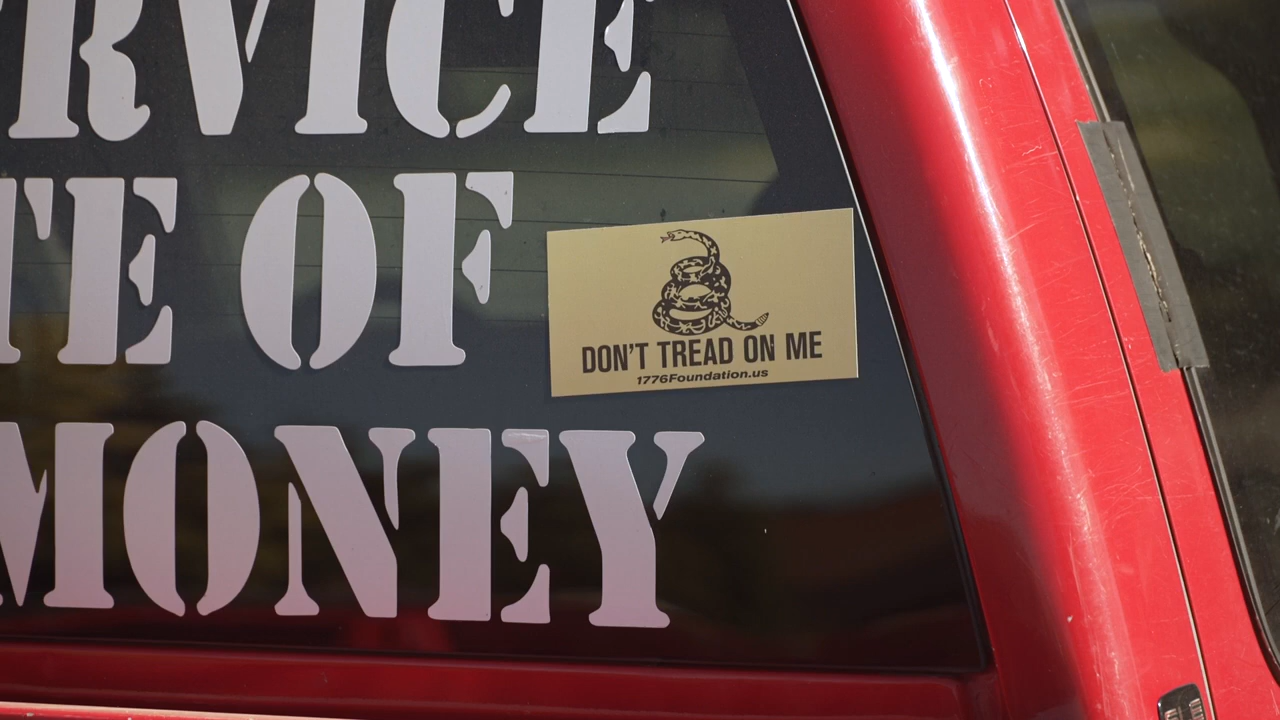 RVICE
TE OF
MONEY
DON'T TREAD ON ME
1776Foundation.us